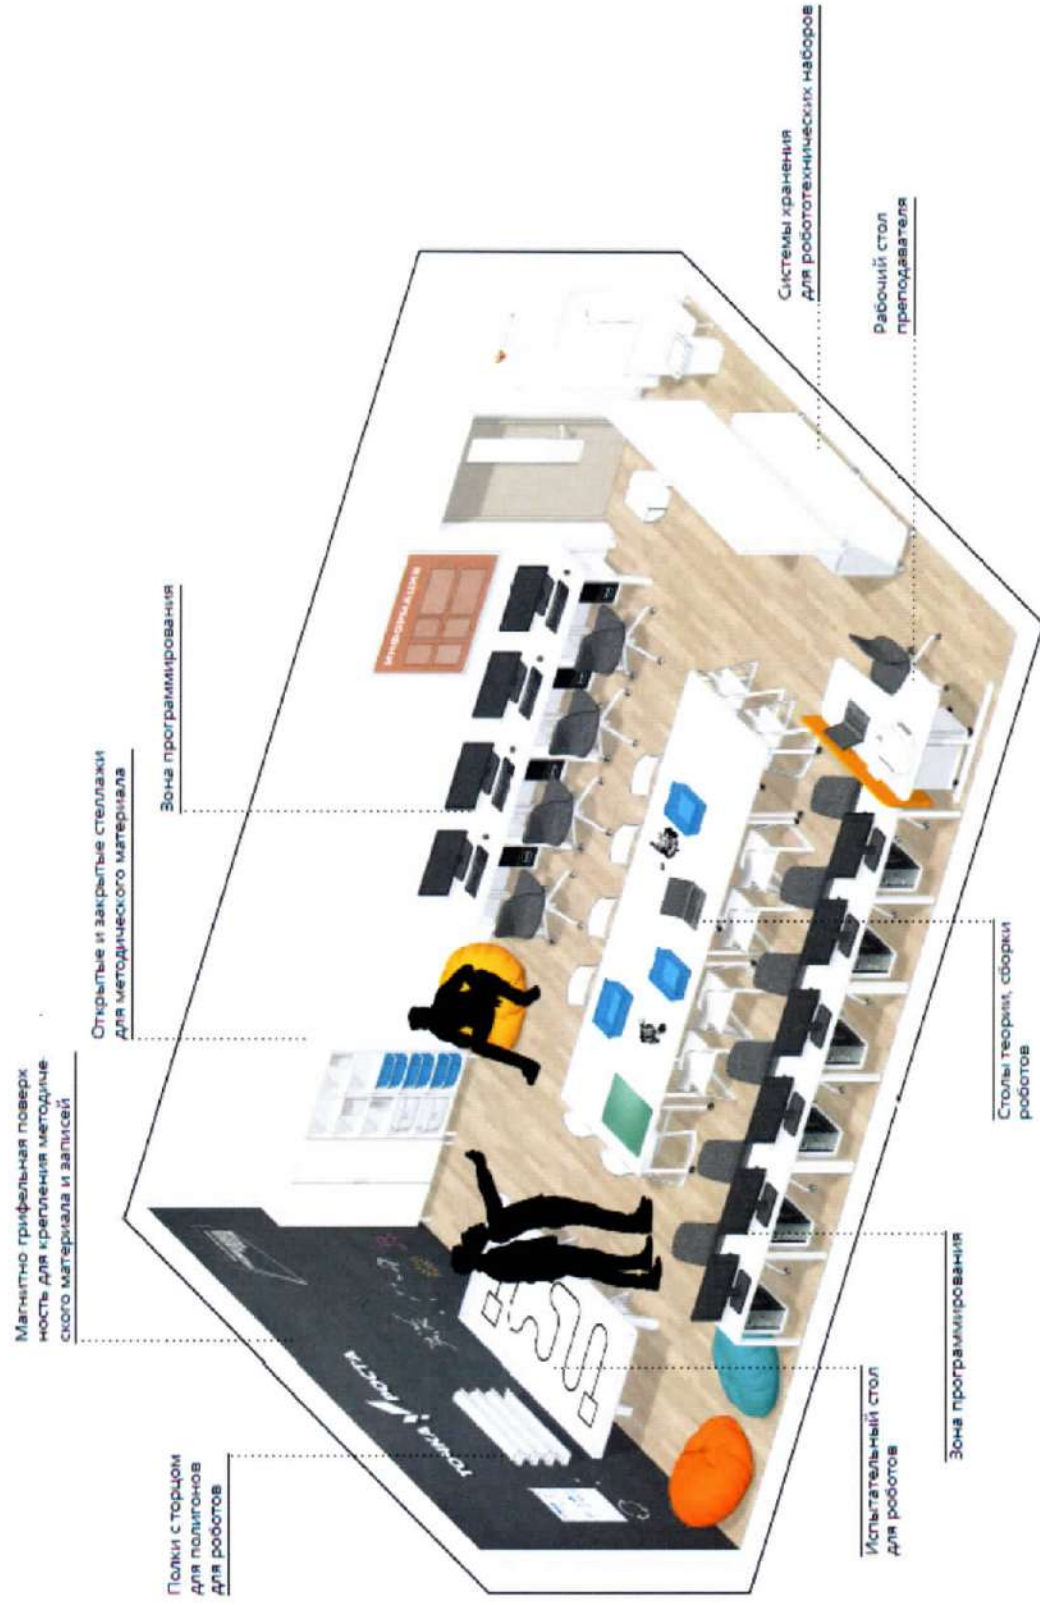 Магнитно грифельная поверх
ность для крепления методиче-
ского материала и записей
Открытые и закрытые стеллажи
для методического материала
Зона программирования
Полки с торцом
для полигонов
для роботов
ТОЧКА РОСТА
ИНФОРМАЦИЯ
Системы хранения
для робототехнических наборов
Рабочий стол
преподавателя
Испытательный стол
для роботов
Зона программирования
Столы теории, сборки
роботов